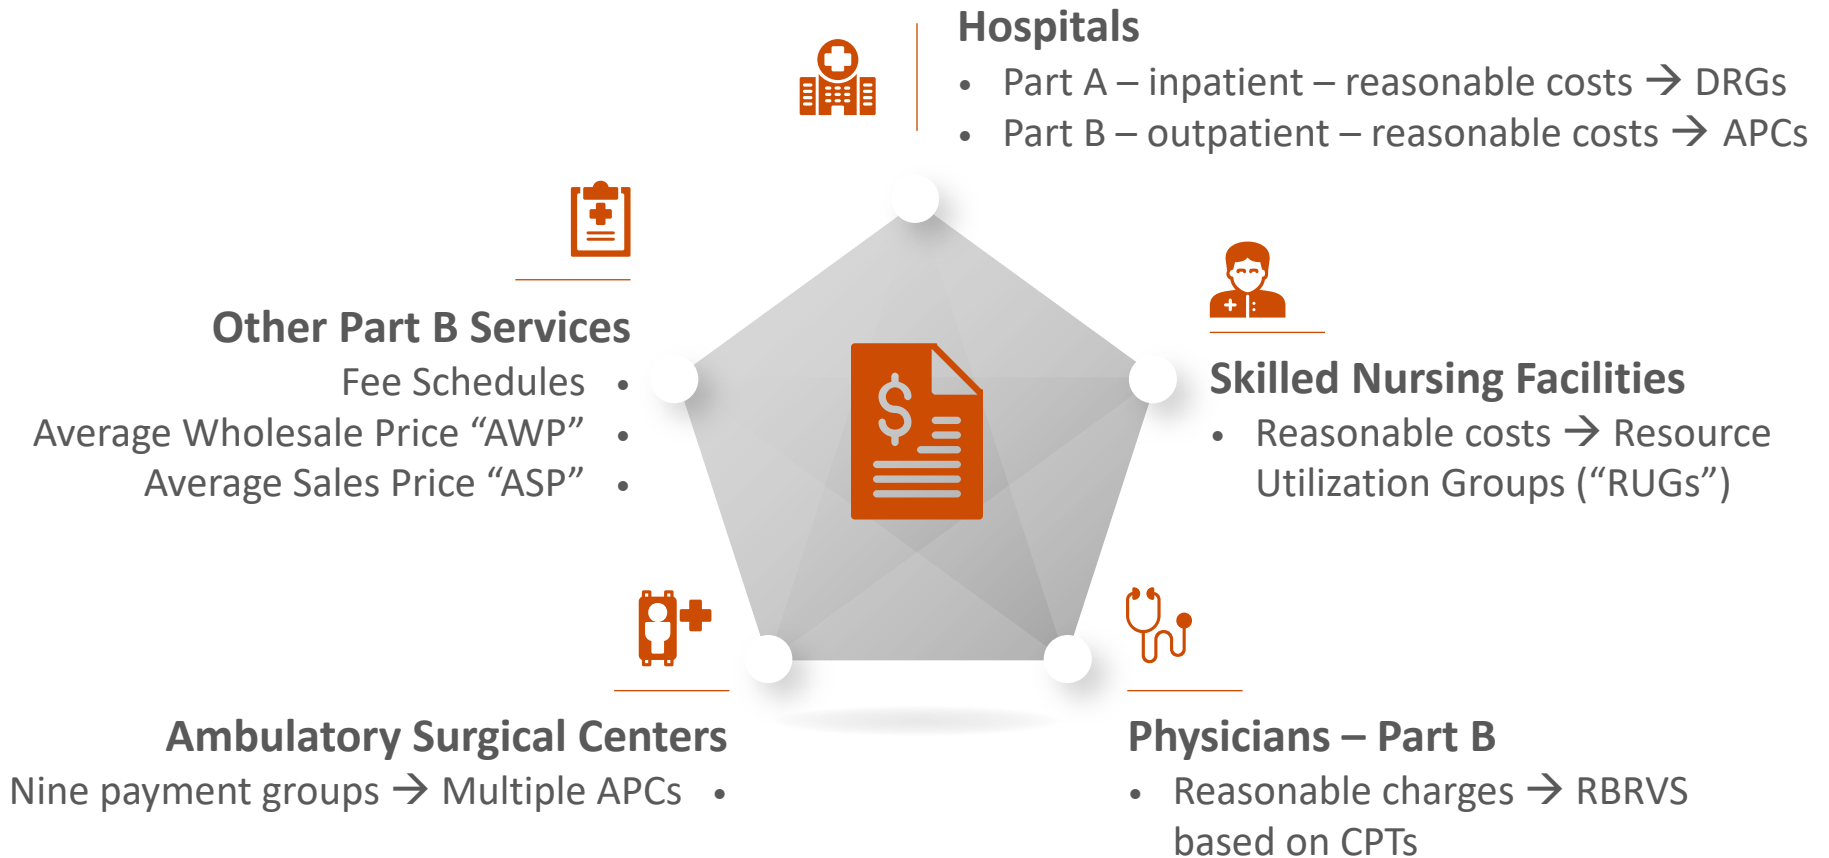 Hospitals
• Part A – inpatient – reasonable costs → DRGs
• Part B – outpatient – reasonable costs → APCs
Other Part B Services
Fee Schedules •
Average Wholesale Price “AWP” •
Average Sales Price “ASP” •
$
Skilled Nursing Facilities
• Reasonable costs → Resource
Utilization Groups (“RUGs”)
Ambulatory Surgical Centers
Nine payment groups → Multiple APCs •
Physicians – Part B
• Reasonable charges → RBRVS
based on CPTs